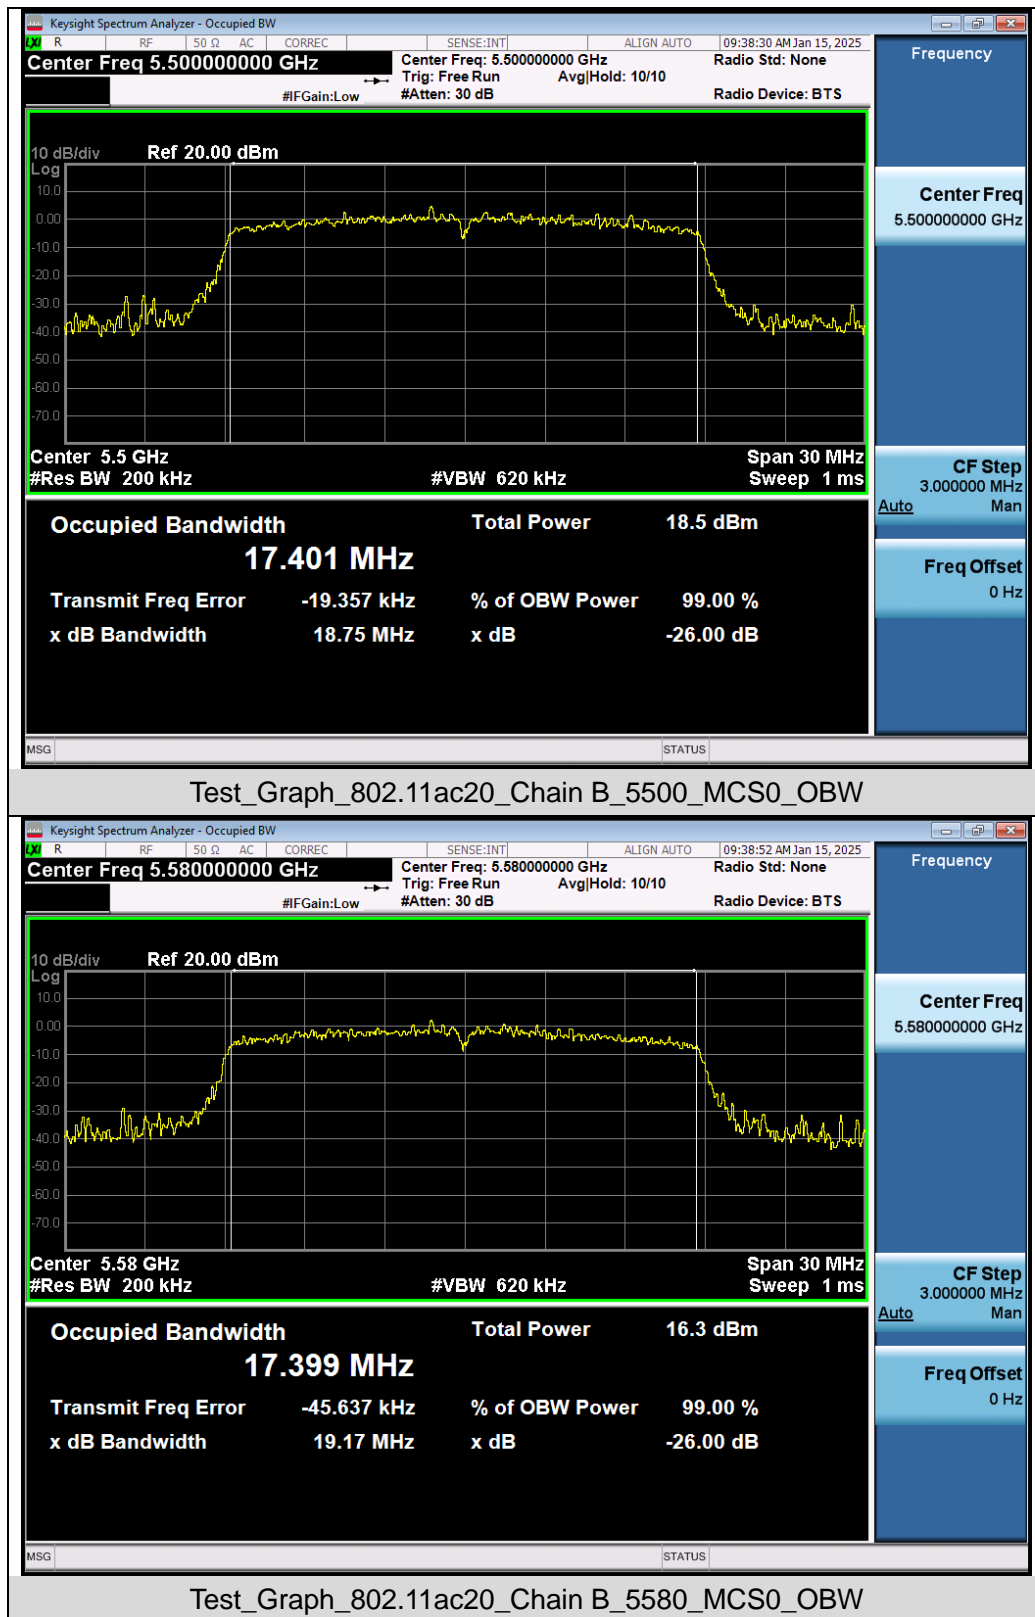 Keysight Spectrum Analyzer - Occupied BW
LXI R RF 50 Ω AC CORREC SENSE:INT ALIGN AUTO 09:38:30 AM Jan 15, 2025
Center Freq 5.500000000 GHz
Center Freq: 5.500000000 GHz Radio Std: None
Trig: Free Run Avg|Hold: 10/10
#IFGain:Low #Atten: 30 dB Radio Device: BTS
Frequency
10 dB/div Ref 20.00 dBm
Log
10.0
0.00
-10.0
-20.0
-30.0
-40.0
-50.0
-60.0
-70.0
Center 5.5 GHz Span 30 MHz
#Res BW 200 kHz #VBW 620 kHz Sweep 1 ms
Center Freq
5.500000000 GHz
CF Step
3.000000 MHz
Auto Man
Freq Offset
0 Hz
Occupied Bandwidth Total Power 18.5 dBm
17.401 MHz
Transmit Freq Error -19.357 kHz % of OBW Power 99.00 %
x dB Bandwidth 18.75 MHz x dB -26.00 dB
MSG STATUS
Test_Graph_802.11ac20_Chain B_5500_MCS0_OBW
Keysight Spectrum Analyzer - Occupied BW
LXI R RF 50 Ω AC CORREC SENSE:INT ALIGN AUTO 09:38:52 AM Jan 15, 2025
Center Freq 5.580000000 GHz
Center Freq: 5.580000000 GHz Radio Std: None
Trig: Free Run Avg|Hold: 10/10
#IFGain:Low #Atten: 30 dB Radio Device: BTS
Frequency
10 dB/div Ref 20.00 dBm
Log
10.0
0.00
-10.0
-20.0
-30.0
-40.0
-50.0
-60.0
-70.0
Center 5.58 GHz Span 30 MHz
#Res BW 200 kHz #VBW 620 kHz Sweep 1 ms
Center Freq
5.580000000 GHz
CF Step
3.000000 MHz
Auto Man
Freq Offset
0 Hz
Occupied Bandwidth Total Power 16.3 dBm
17.399 MHz
Transmit Freq Error -45.637 kHz % of OBW Power 99.00 %
x dB Bandwidth 19.17 MHz x dB -26.00 dB
MSG STATUS
Test_Graph_802.11ac20_Chain B_5580_MCS0_OBW